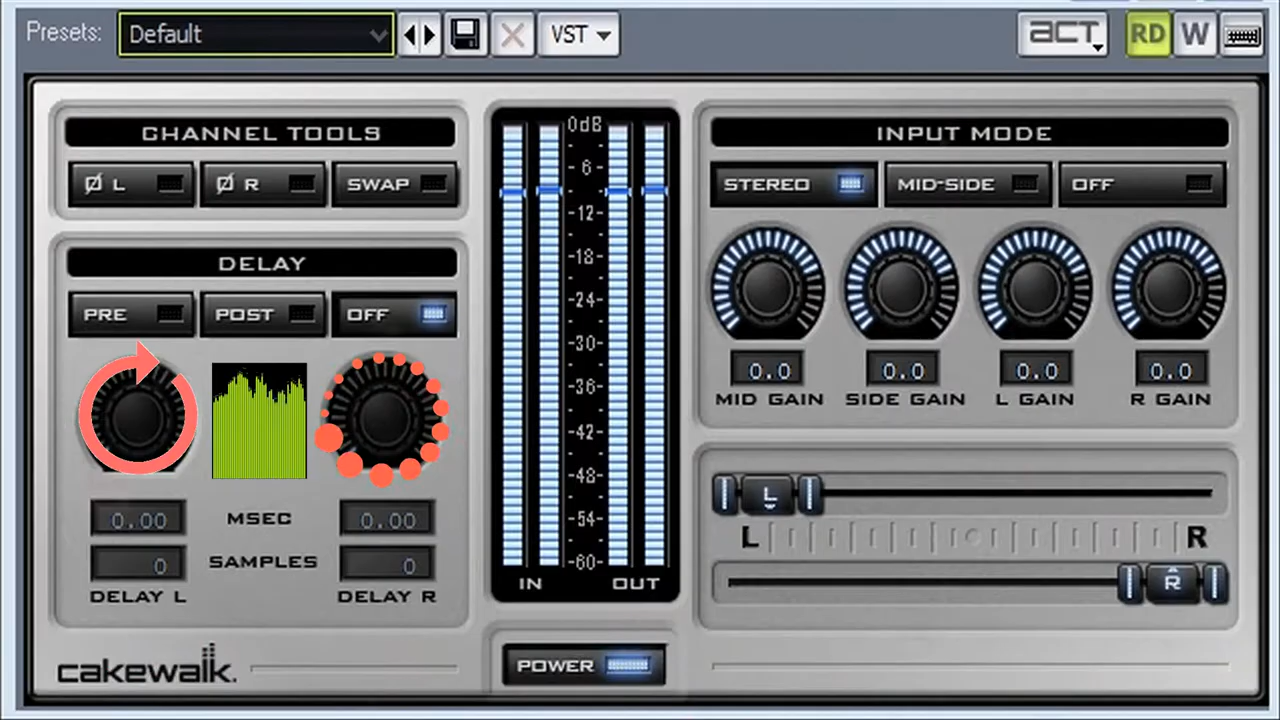 Presets: Default VST ACT RD W
CHANNEL TOOLS
Ø L Ø R SWAP
DELAY
PRE POST OFF
0.00 MSEC 0.00
0 SAMPLES 0
DELAY L DELAY R
cakewalk.
0dB
6
-12
-18
-24
-30
-36
-42
-48
-54
-60
IN OUT
POWER
INPUT MODE
STEREO MID-SIDE OFF
0.0 0.0 0.0 0.0
MID GAIN SIDE GAIN L GAIN R GAIN
L
L R
R